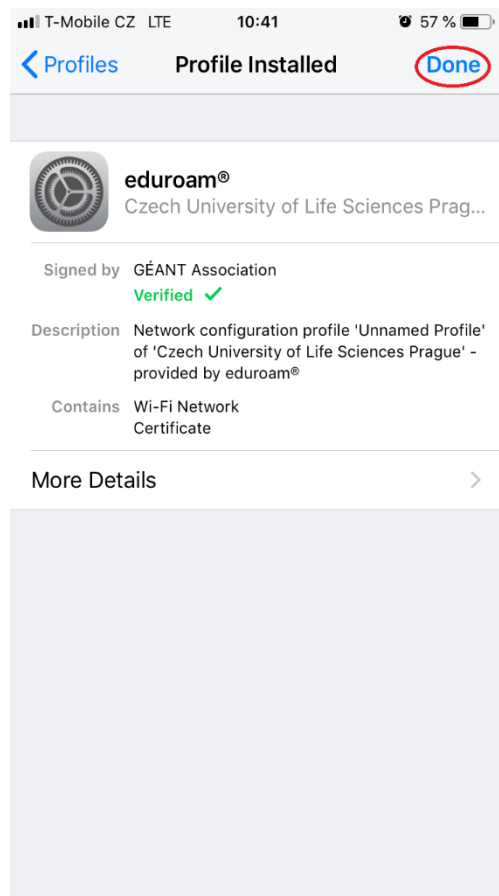 T-Mobile CZ LTE 10:41 57 %
Profiles Profile Installed Done
eduroam®
Czech University of Life Sciences Prag...
Signed by GÉANT Association
Verified ✓
Description Network configuration profile 'Unnamed Profile'
of 'Czech University of Life Sciences Prague' -
provided by eduroam®
Contains Wi-Fi Network
Certificate
More Details